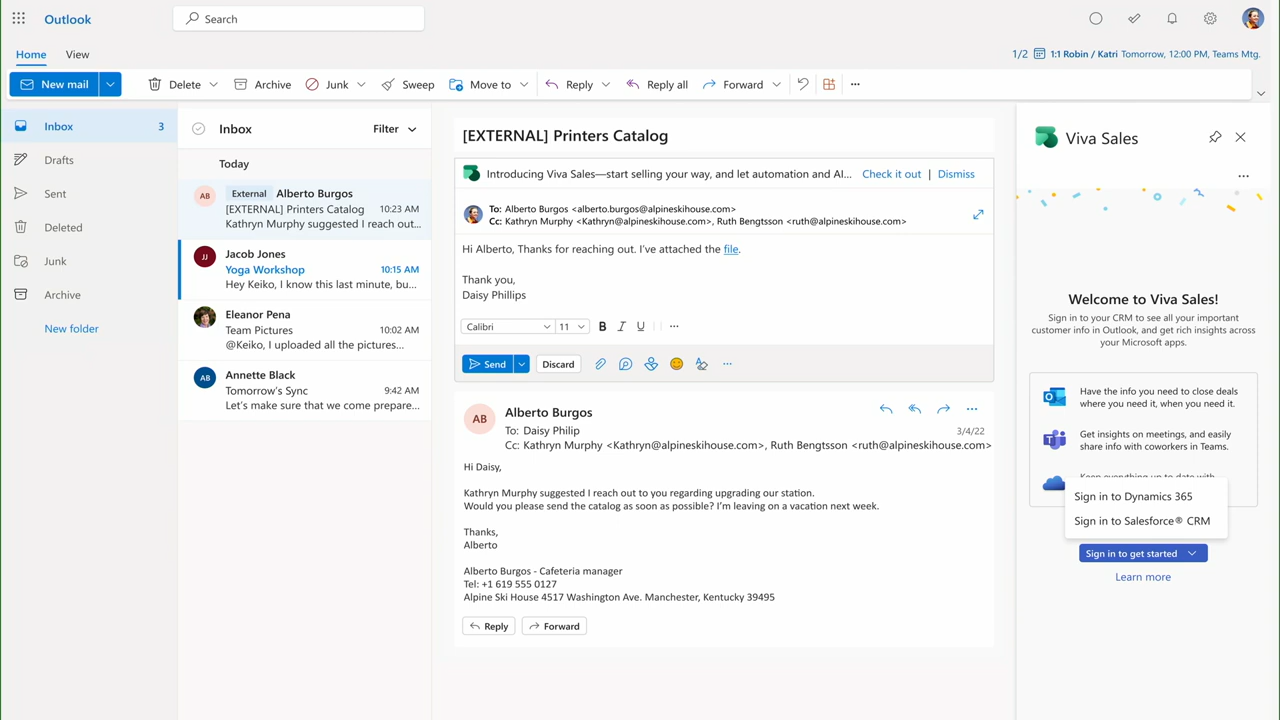 Outlook
Search
Home
View
1/2
1:1 Robin / Katri Tomorrow, 12:00 PM, Teams Mtg.
New mail
Delete
Archive
Junk
Sweep
Move to
Reply
Reply all
Forward
Inbox
3
Drafts
Sent
Deleted
Junk
Archive
New folder
Inbox
Filter
Today
AB
External Alberto Burgos
[EXTERNAL] Printers Catalog 10:23 AM
Kathryn Murphy suggested I reach out...
JJ
Jacob Jones
Yoga Workshop 10:15 AM
Hey Keiko, I know this last minute, bu...
Eleanor Pena
Team Pictures 10:02 AM
@Keiko, I uploaded all the pictures...
AB
Annette Black
Tomorrow's Sync 9:42 AM
Let's make sure that we come prepare...
[EXTERNAL] Printers Catalog
Introducing Viva Sales—start selling your way, and let automation and AI... Check it out | Dismiss
To: Alberto Burgos <alberto.burgos@alpineskihouse.com>
Cc: Kathryn Murphy <Kathryn@alpineskihouse.com>, Ruth Bengtsson <ruth@alpineskihouse.com>
Hi Alberto, Thanks for reaching out. I've attached the file.
Thank you,
Daisy Phillips
Calibri 11 B I U
Send
Discard
AB
Alberto Burgos
To: Daisy Philip
3/4/22
Cc: Kathryn Murphy <Kathryn@alpineskihouse.com>, Ruth Bengtsson <ruth@alpineskihouse.com>
Hi Daisy,
Kathryn Murphy suggested I reach out to you regarding upgrading our station.
Would you please send the catalog as soon as possible? I'm leaving on a vacation next week.
Thanks,
Alberto
Alberto Burgos - Cafeteria manager
Tel: +1 619 555 0127
Alpine Ski House 4517 Washington Ave. Manchester, Kentucky 39495
Reply
Forward
Viva Sales
Welcome to Viva Sales!
Sign in to your CRM to see all your important
customer info in Outlook, and get rich insights across
your Microsoft apps.
Have the info you need to close deals
where you need it, when you need it.
Get insights on meetings, and easily
share info with coworkers in Teams.
Keep everything up to date with
Sign in to Dynamics 365
Sign in to Salesforce® CRM
Sign in to get started
Learn more